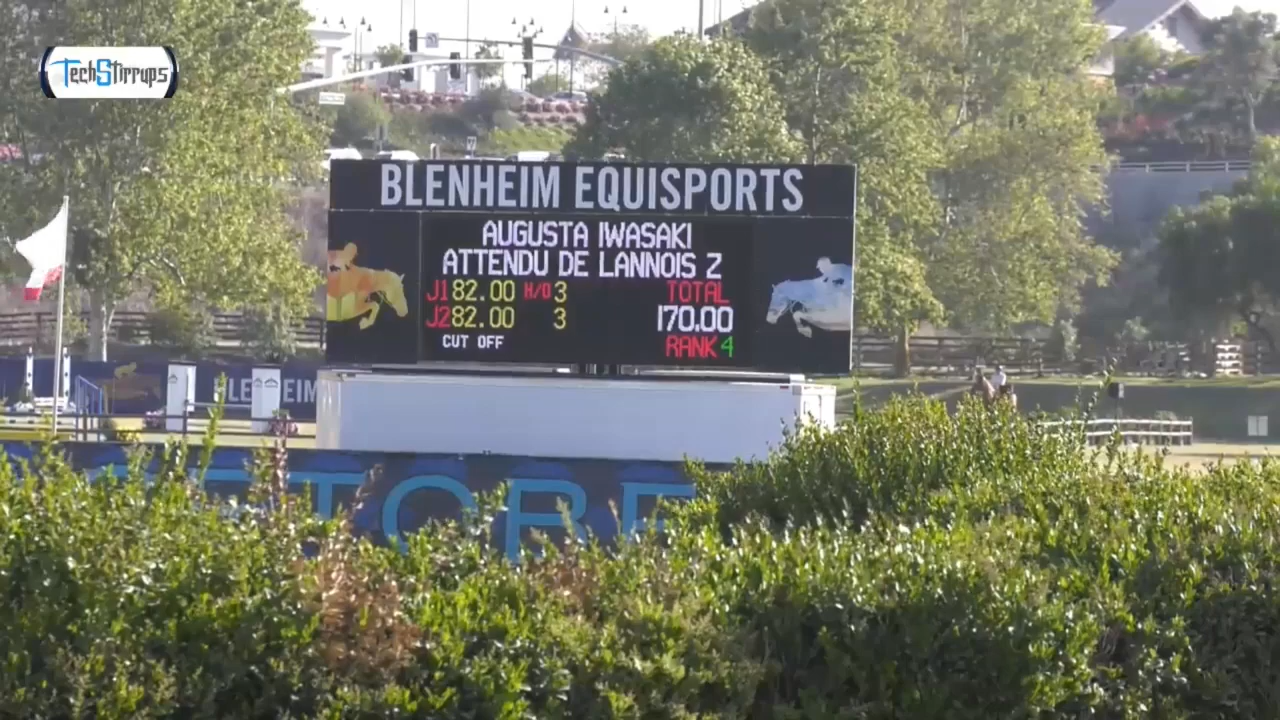 TechStirrups
BLENHEIM EQUISPORTS
AUGUSTA IWASAKI
ATTENDU DE LANNOIS Z
J1 82.00 H/O 3 TOTAL
J2 82.00 3 170.00
CUT OFF RANK 4
BLENHEIM